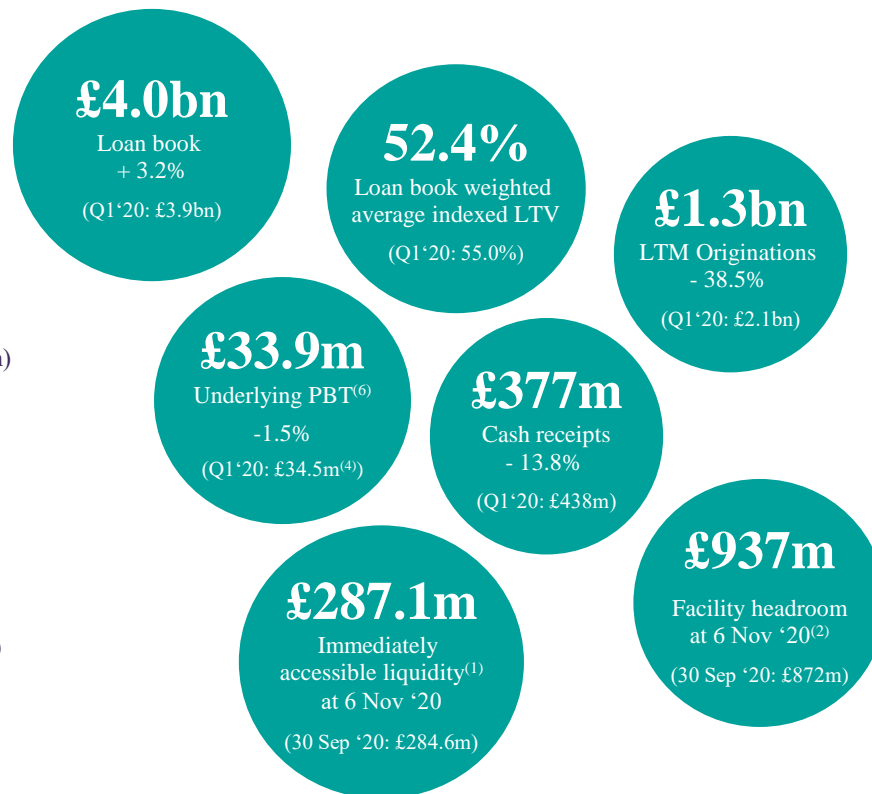 £4.0bn
Loan book
+ 3.2%
(Q1‘20: £3.9bn)
52.4%
Loan book weighted
average indexed LTV
(Q1‘20: 55.0%)
£1.3bn
LTM Originations
- 38.5%
(Q1‘20: £2.1bn)
£33.9m
Underlying PBT(6)
-1.5%
(Q1‘20: £34.5m(4))
£377m
Cash receipts
- 13.8%
(Q1‘20: £438m)
£287.1m
Immediately
accessible liquidity(1)
at 6 Nov ‘20
(30 Sep ‘20: £284.6m)
£937m
Facility headroom
at 6 Nov ‘20(2)
(30 Sep ‘20: £872m)